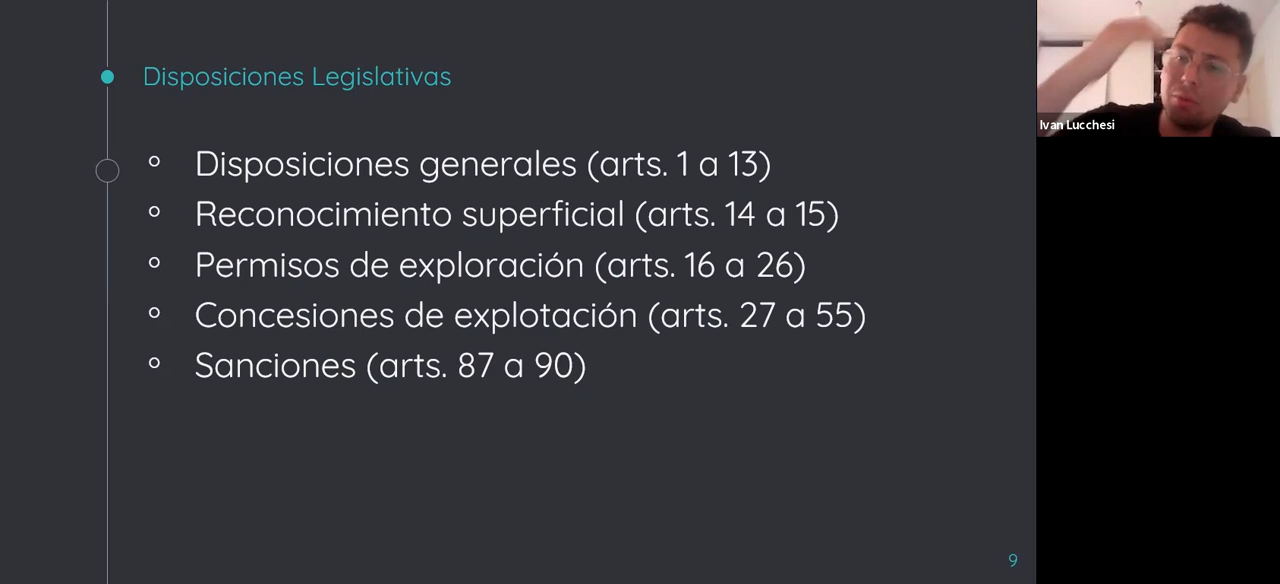 Disposiciones Legislativas
Disposiciones generales (arts. 1 a 13)
Reconocimiento superficial (arts. 14 a 15)
Permisos de exploración (arts. 16 a 26)
Concesiones de explotación (arts. 27 a 55)
Sanciones (arts. 87 a 90)
9
Ivan Lucchesi